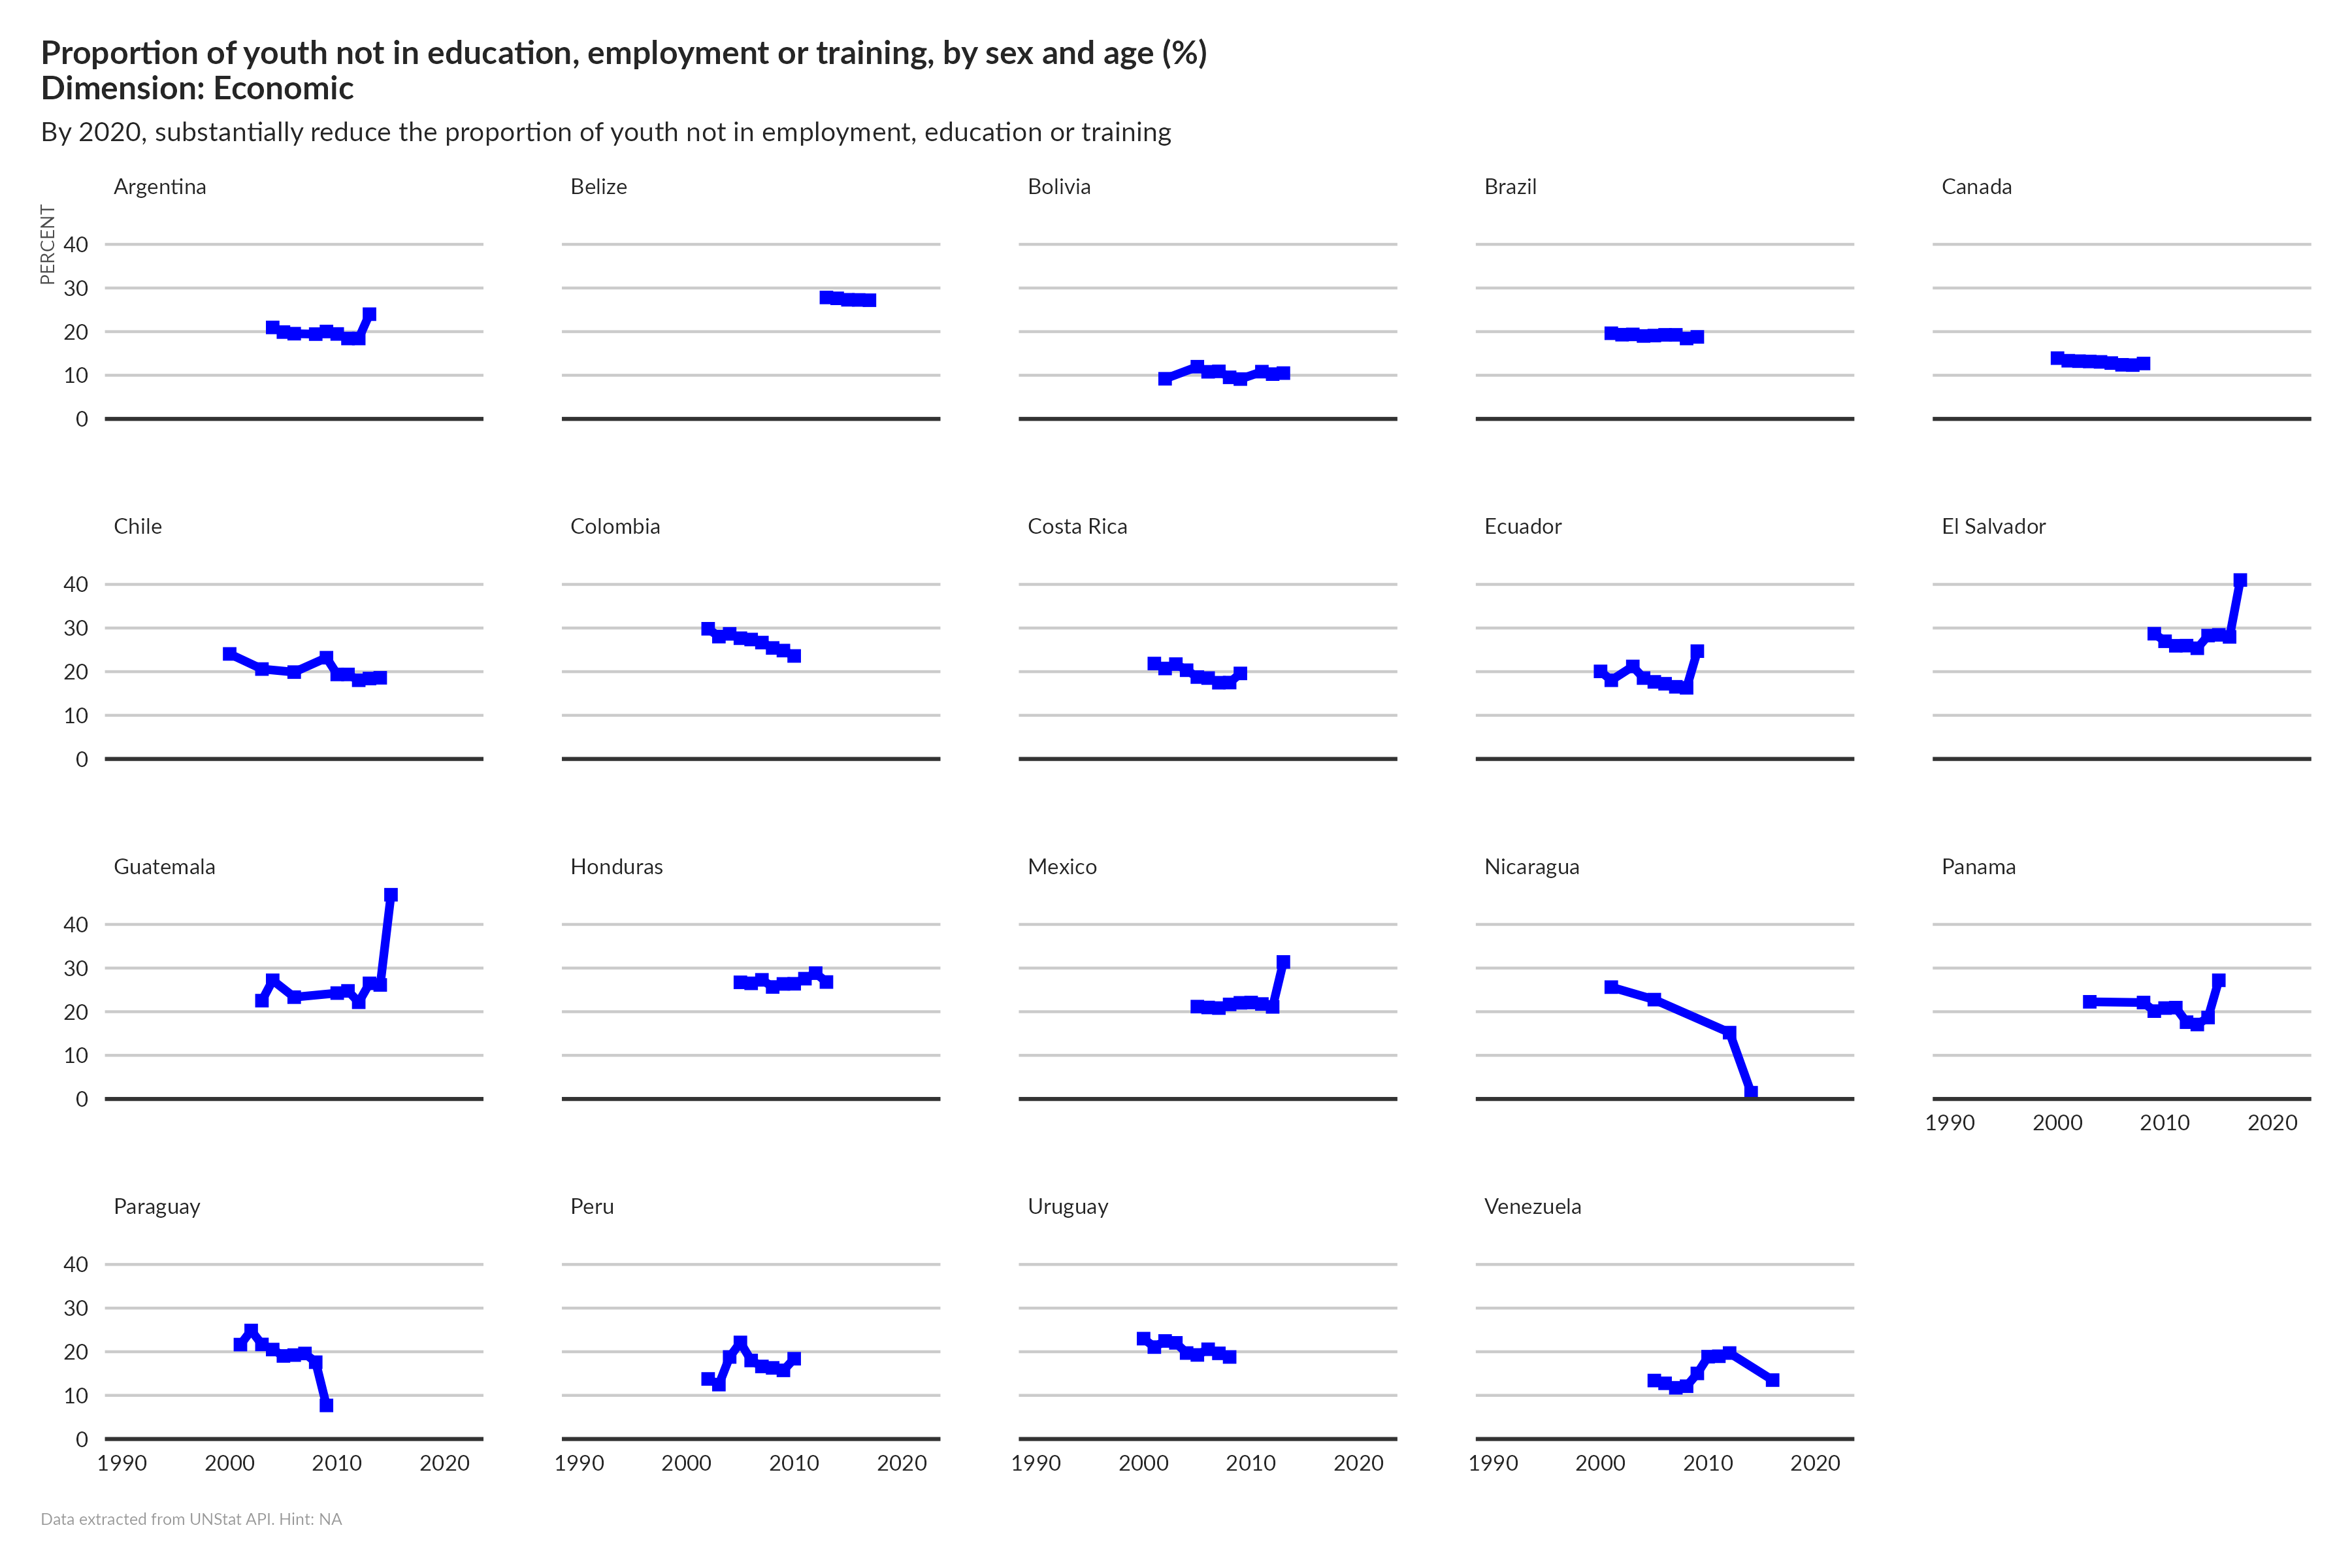 Proportion of youth not in education, employment or training, by sex and age (%)
Dimension: Economic
By 2020, substantially reduce the proportion of youth not in employment, education or training
Argentina
Belize
Bolivia
Brazil
Canada
PERCENT
40
30
20
10
0
Chile
Colombia
Costa Rica
Ecuador
El Salvador
40
30
20
10
0
Guatemala
Honduras
Mexico
Nicaragua
Panama
40
30
20
10
0
1990 2000 2010 2020
Paraguay
Peru
Uruguay
Venezuela
40
30
20
10
0
1990 2000 2010 2020
1990 2000 2010 2020
1990 2000 2010 2020
1990 2000 2010 2020
Data extracted from UNStat API. Hint: NA